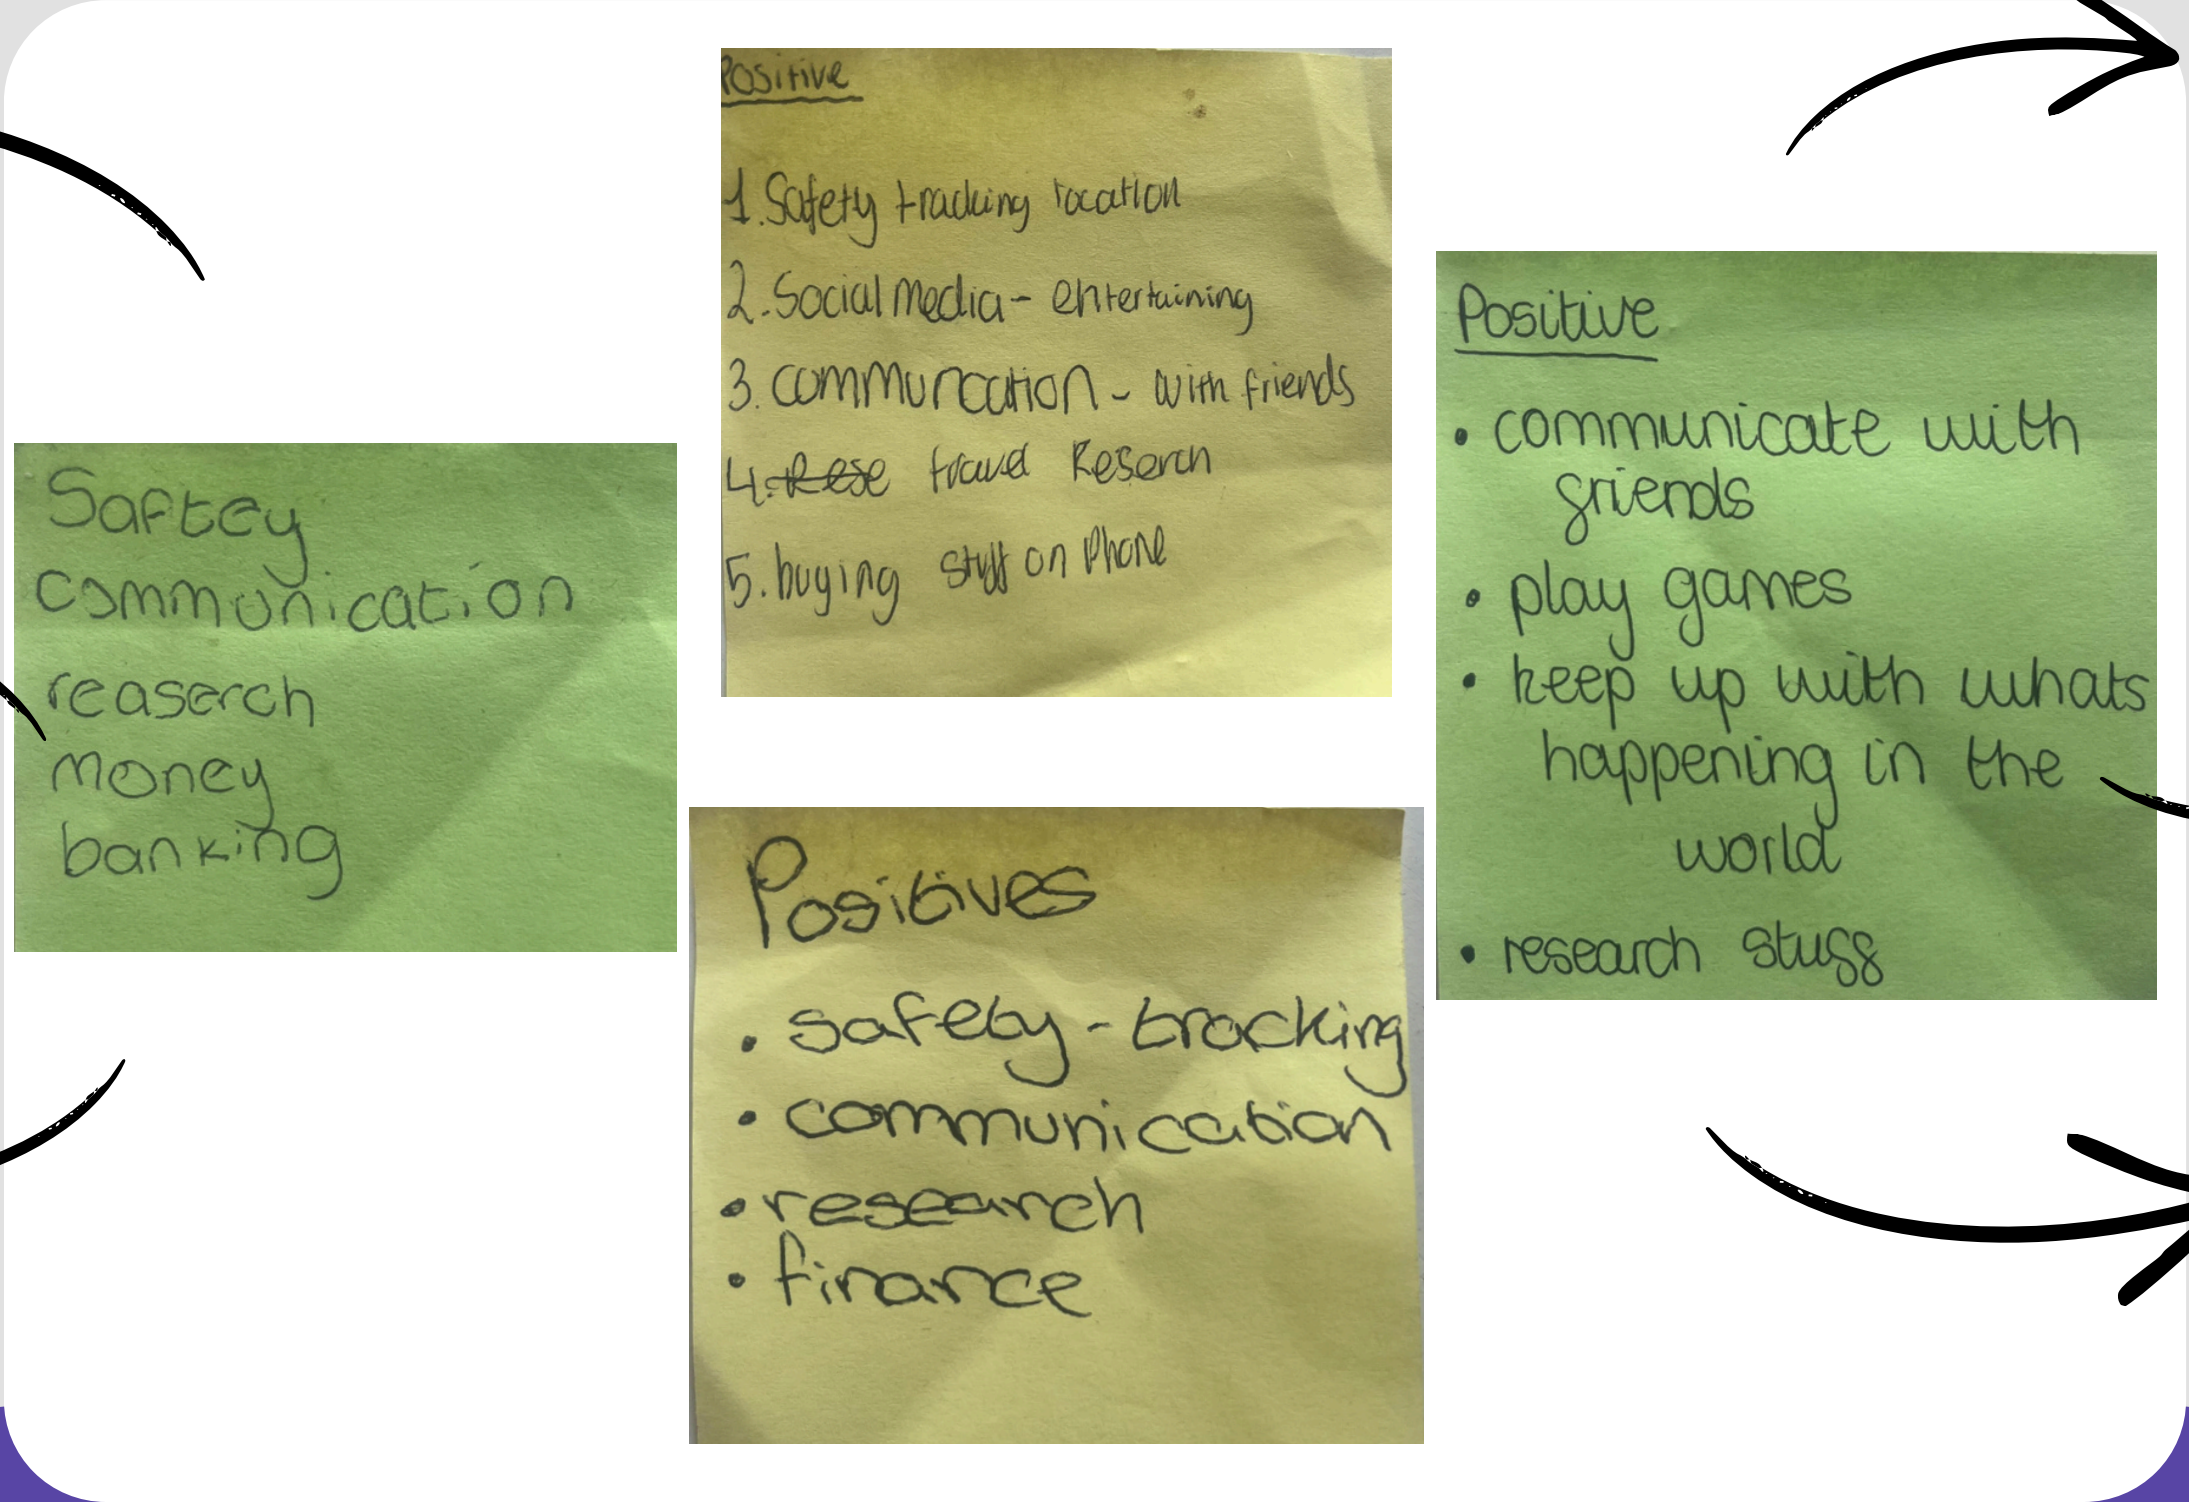 Saftey
communication
reaserch
money
banking
Positive
1. Safety tracking location
2. Social media - entertaining
3. communcation - with friends
4. Rese travel Reserch
5. buying stuff on Phone
Positives
• safety - tracking
• communication
• research
• finance
Positive
• communicate with
friends
• play games
• keep up with whats
happening in the
world
• research stuff